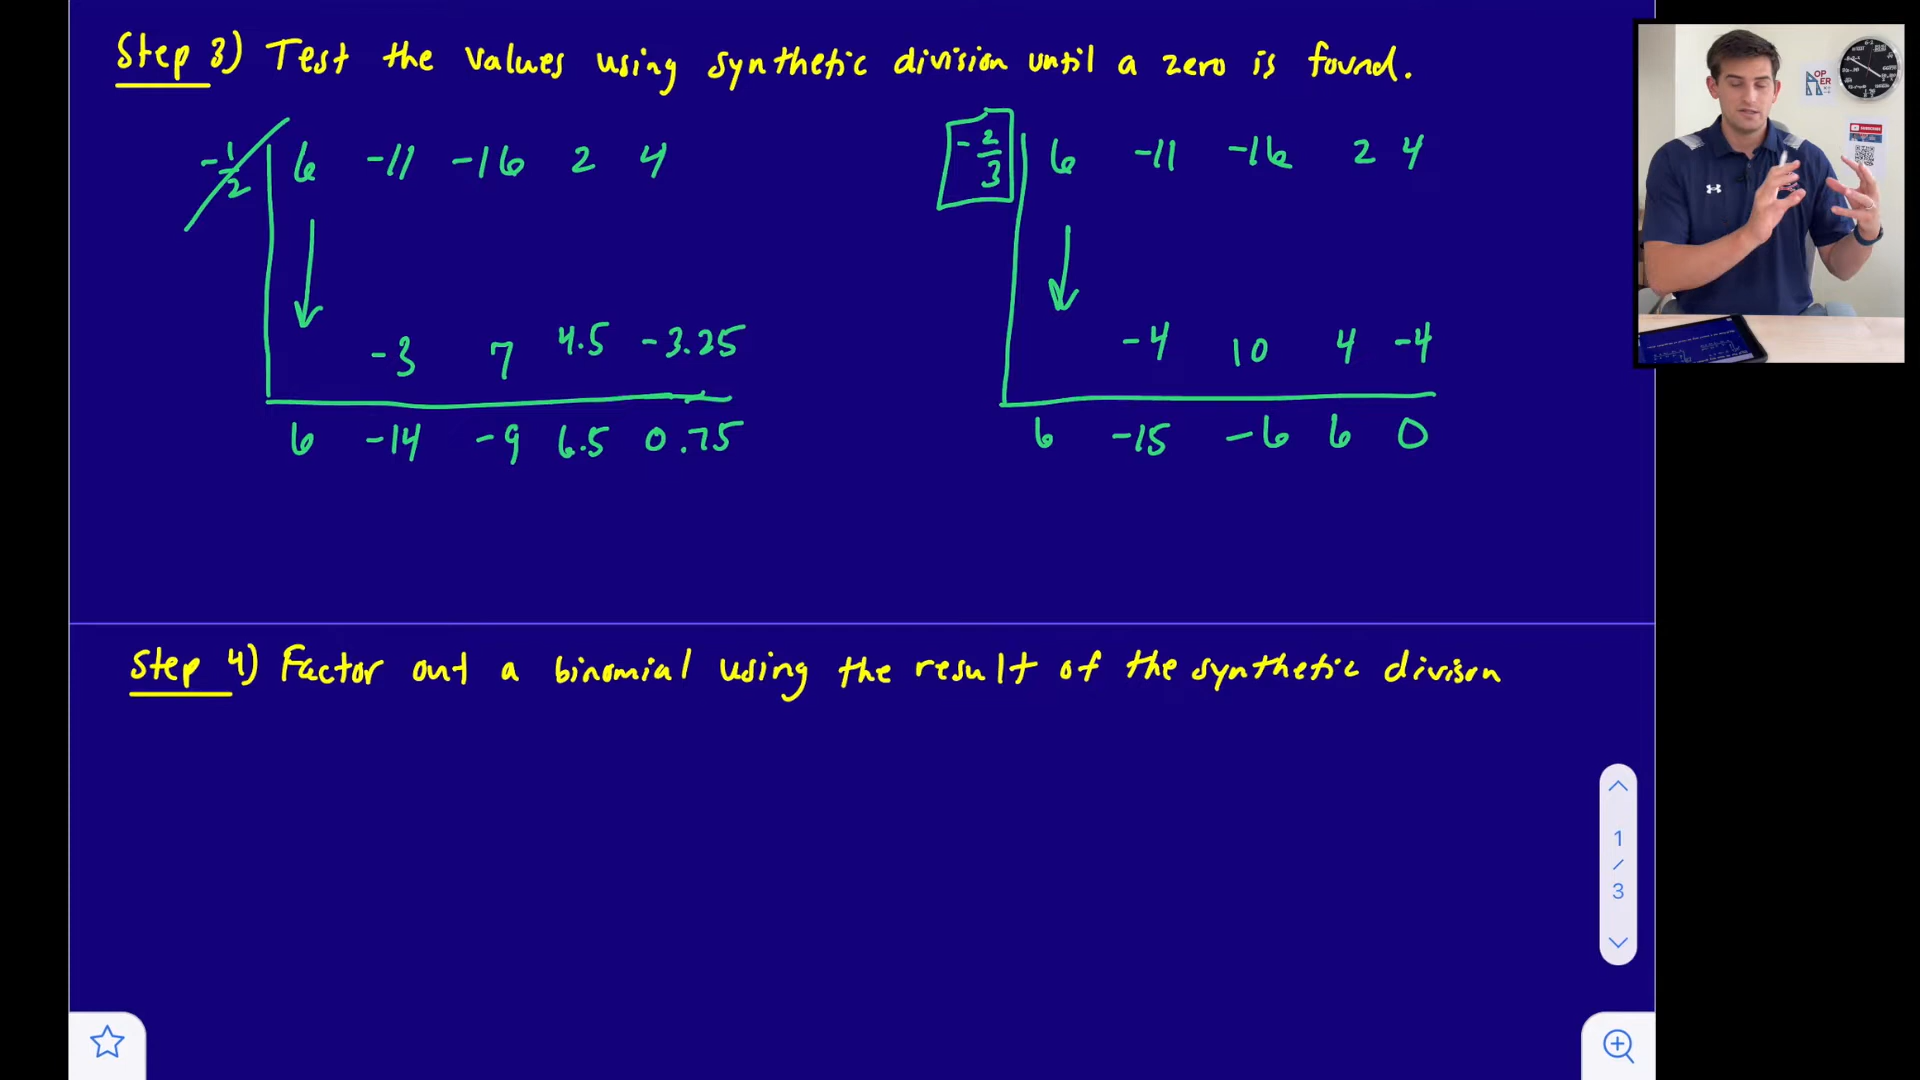 Step 3) Test the values using synthetic division until a zero is found.
-1/2 6 -11 -16 2 4
-3 7 4.5 -3.25
6 -14 -9 6.5 0.75
-2/3 6 -11 -16 2 4
-4 10 4 -4
6 -15 -6 6 0
Step 4) Factor out a binomial using the result of the synthetic divison
1
/
3
OP
ER
SUBSCRIBE